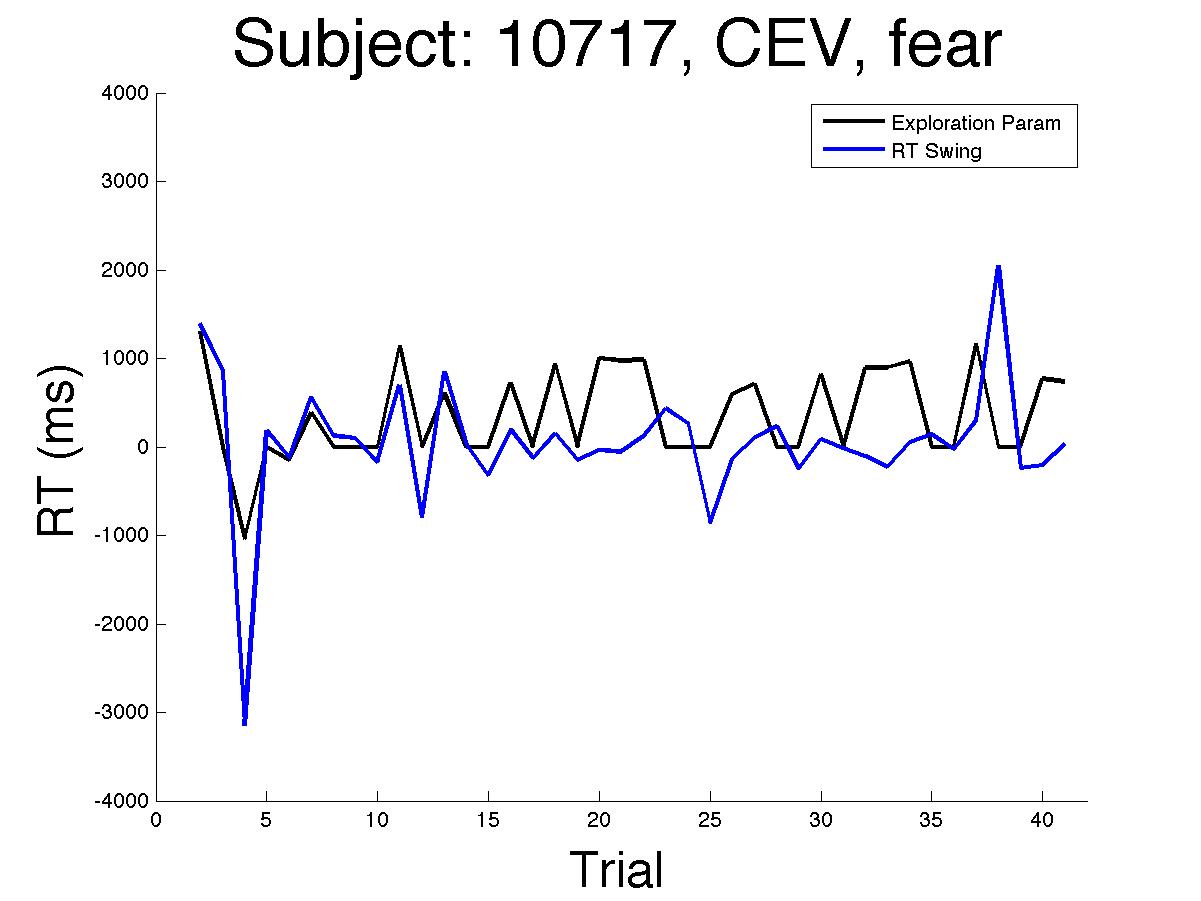 Subject: 10717, CEV, fear
Exploration Param
RT Swing
RT (ms)
4000
3000
2000
1000
0
-1000
-2000
-3000
-4000
0 5 10 15 20 25 30 35 40
Trial